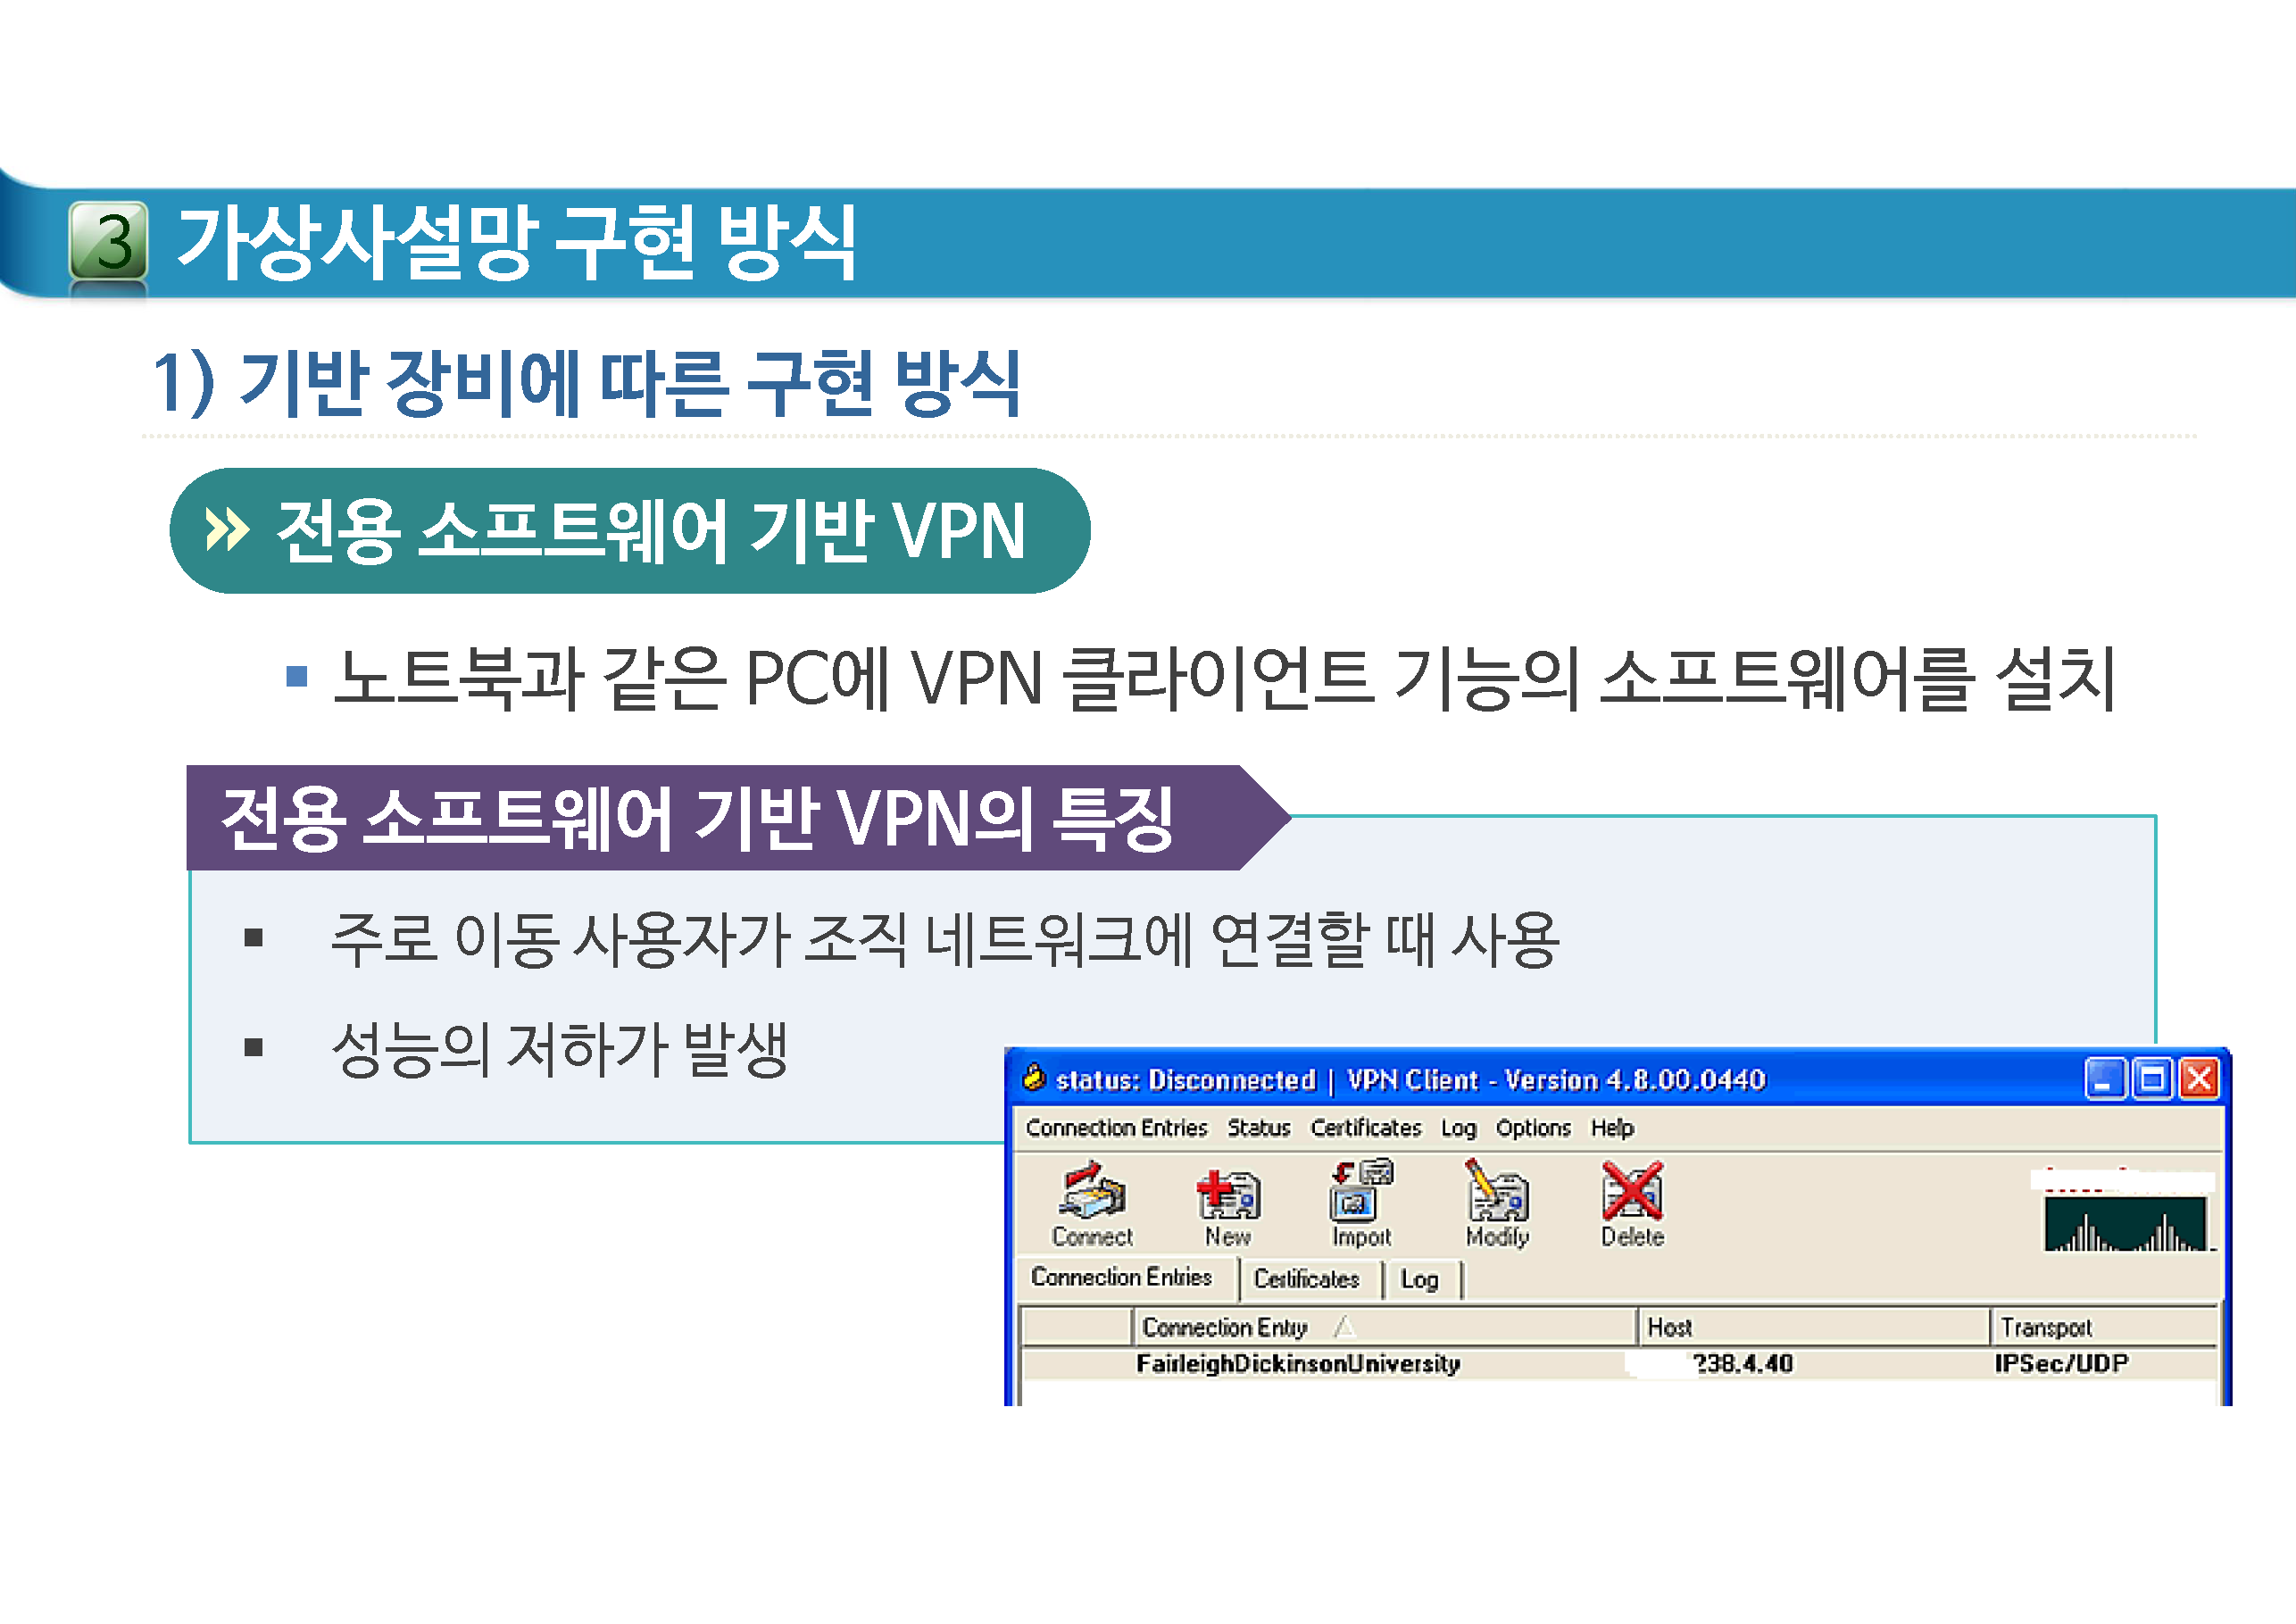 3 가상사설망 구현 방식
1) 기반 장비에 따른 구현 방식
» 전용 소프트웨어 기반 VPN
▪ 노트북과 같은 PC에 VPN 클라이언트 기능의 소프트웨어를 설치
전용 소프트웨어 기반 VPN의 특징
▪ 주로 이동 사용자가 조직 네트워크에 연결할 때 사용
▪ 성능의 저하가 발생
status: Disconnected | VPN Client - Version 4.8.00.0440
Connection Entries Status Certificates Log Options Help
Connect New Import Modify Delete
Connection Entries Certificates Log
Connection Entry Host Transport
FairleighDickinsonUniversity 238.4.40 IPSec/UDP